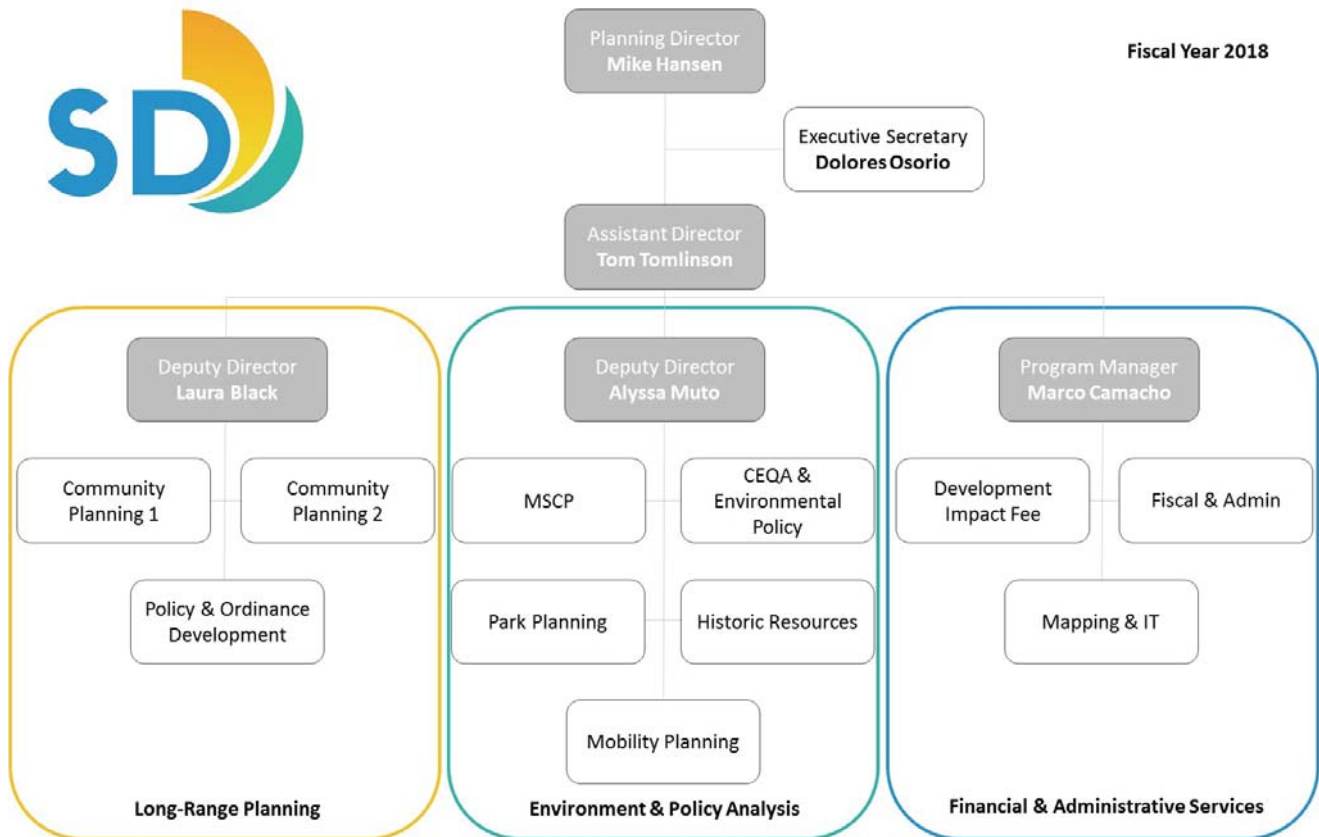 SD
Planning Director
Mike Hansen
Fiscal Year 2018
Executive Secretary
Dolores Osorio
Assistant Director
Tom Tomlinson
Deputy Director
Laura Black
Community
Planning 1
Community
Planning 2
Policy & Ordinance
Development
Long-Range Planning
Deputy Director
Alyssa Muto
MSCP
CEQA &
Environmental
Policy
Park Planning
Historic Resources
Mobility Planning
Environment & Policy Analysis
Program Manager
Marco Camacho
Development
Impact Fee
Fiscal & Admin
Mapping & IT
Financial & Administrative Services